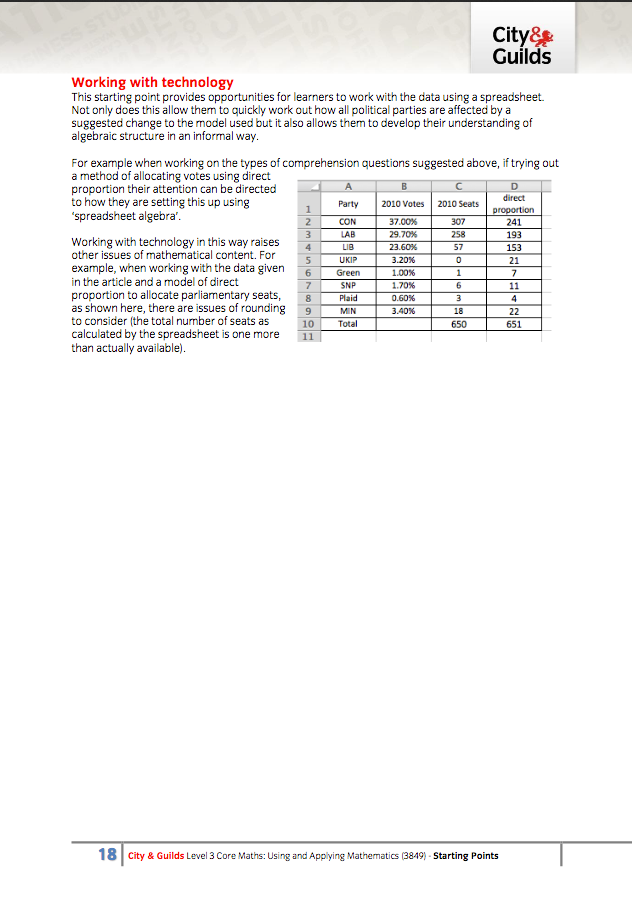 City&
Guilds
Working with technology
This starting point provides opportunities for learners to work with the data using a spreadsheet.
Not only does this allow them to quickly work out how all political parties are affected by a
suggested change to the model used but it also allows them to develop their understanding of
algebraic structure in an informal way.
For example when working on the types of comprehension questions suggested above, if trying out
a method of allocating votes using direct
proportion their attention can be directed
to how they are setting this up using
'spreadsheet algebra'.
Working with technology in this way raises
other issues of mathematical content. For
example, when working with the data given
in the article and a model of direct
proportion to allocate parliamentary seats,
as shown here, there are issues of rounding
to consider (the total number of seats as
calculated by the spreadsheet is one more
than actually available).
A B C D
1 Party 2010 Votes 2010 Seats direct proportion
2 CON 37.00% 307 241
3 LAB 29.70% 258 193
4 LIB 23.60% 57 153
5 UKIP 3.20% 0 21
6 Green 1.00% 1 7
7 SNP 1.70% 6 11
8 Plaid 0.60% 3 4
9 MIN 3.40% 18 22
10 Total 650 651
11
18 City & Guilds Level 3 Core Maths: Using and Applying Mathematics (3849) - Starting Points